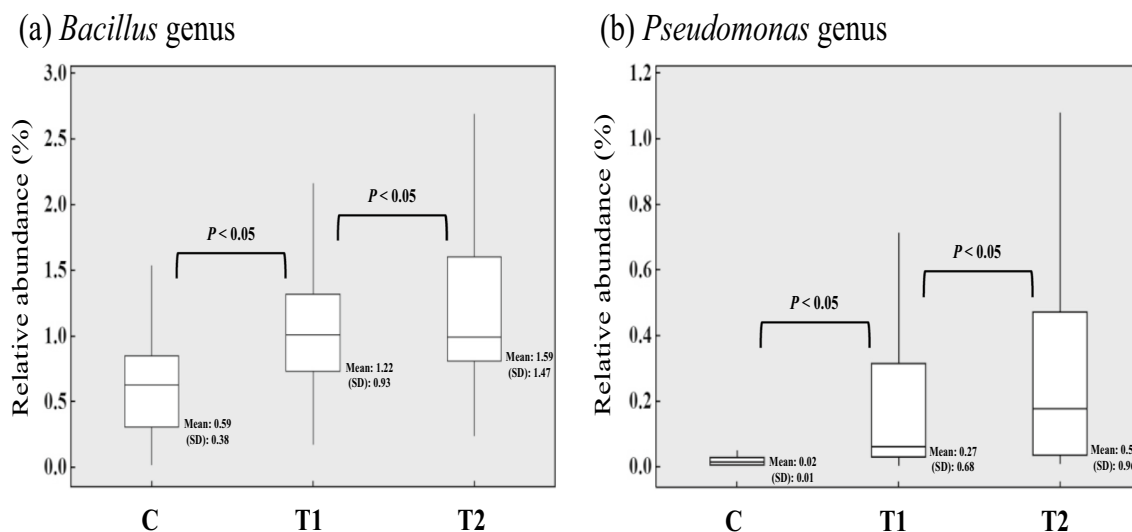 (a) Bacillus genus
(b) Pseudomonas genus
Relative abundance (%)
3.0
2.5
2.0
1.5
1.0
0.5
0.0
P < 0.05
P < 0.05
Mean: 0.59
(SD): 0.38
Mean: 1.22
(SD): 0.93
Mean: 1.59
(SD): 1.47
C T1 T2
Relative abundance (%)
1.2
1.0
0.8
0.6
0.4
0.2
0.0
P < 0.05
P < 0.05
Mean: 0.02
(SD): 0.01
Mean: 0.27
(SD): 0.68
Mean:
(SD):
C T1 T2